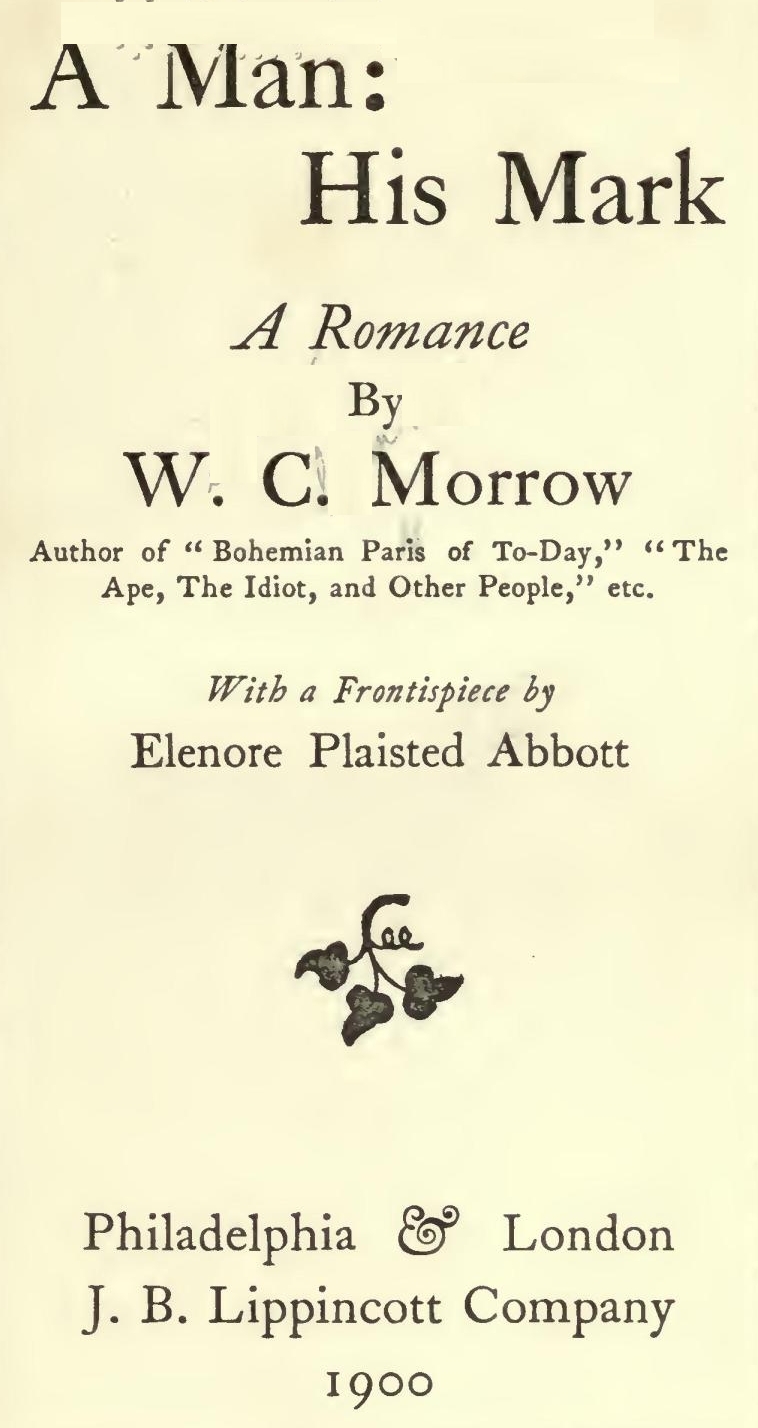 A Man:
His Mark
A Romance
By
W. C. Morrow
Author of “Bohemian Paris of To-Day,” “The
Ape, The Idiot, and Other People,” etc.
With a Frontispiece by
Elenore Plaisted Abbott
Philadelphia & London
J. B. Lippincott Company
1900